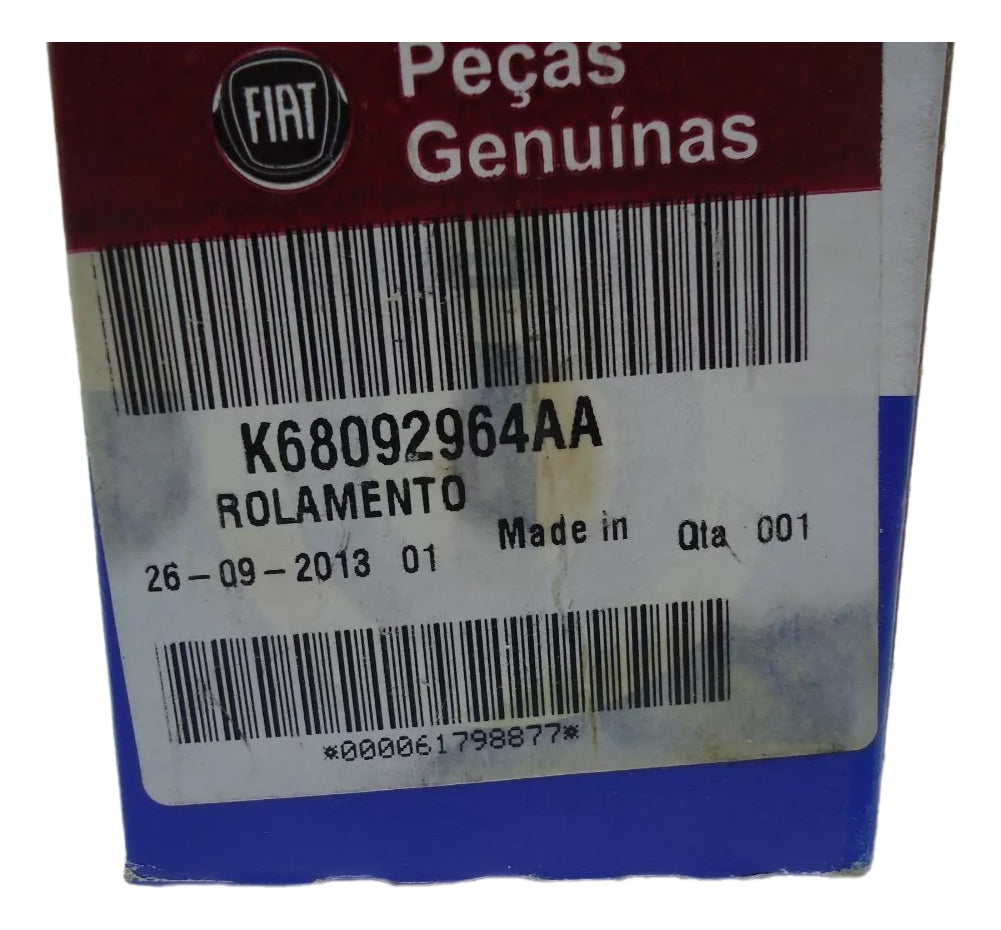 FIAT
Peças
Genuínas
K68092964AA
ROLAMENTO
26-09-2013 01 Made in Qta 001
*000061798877*